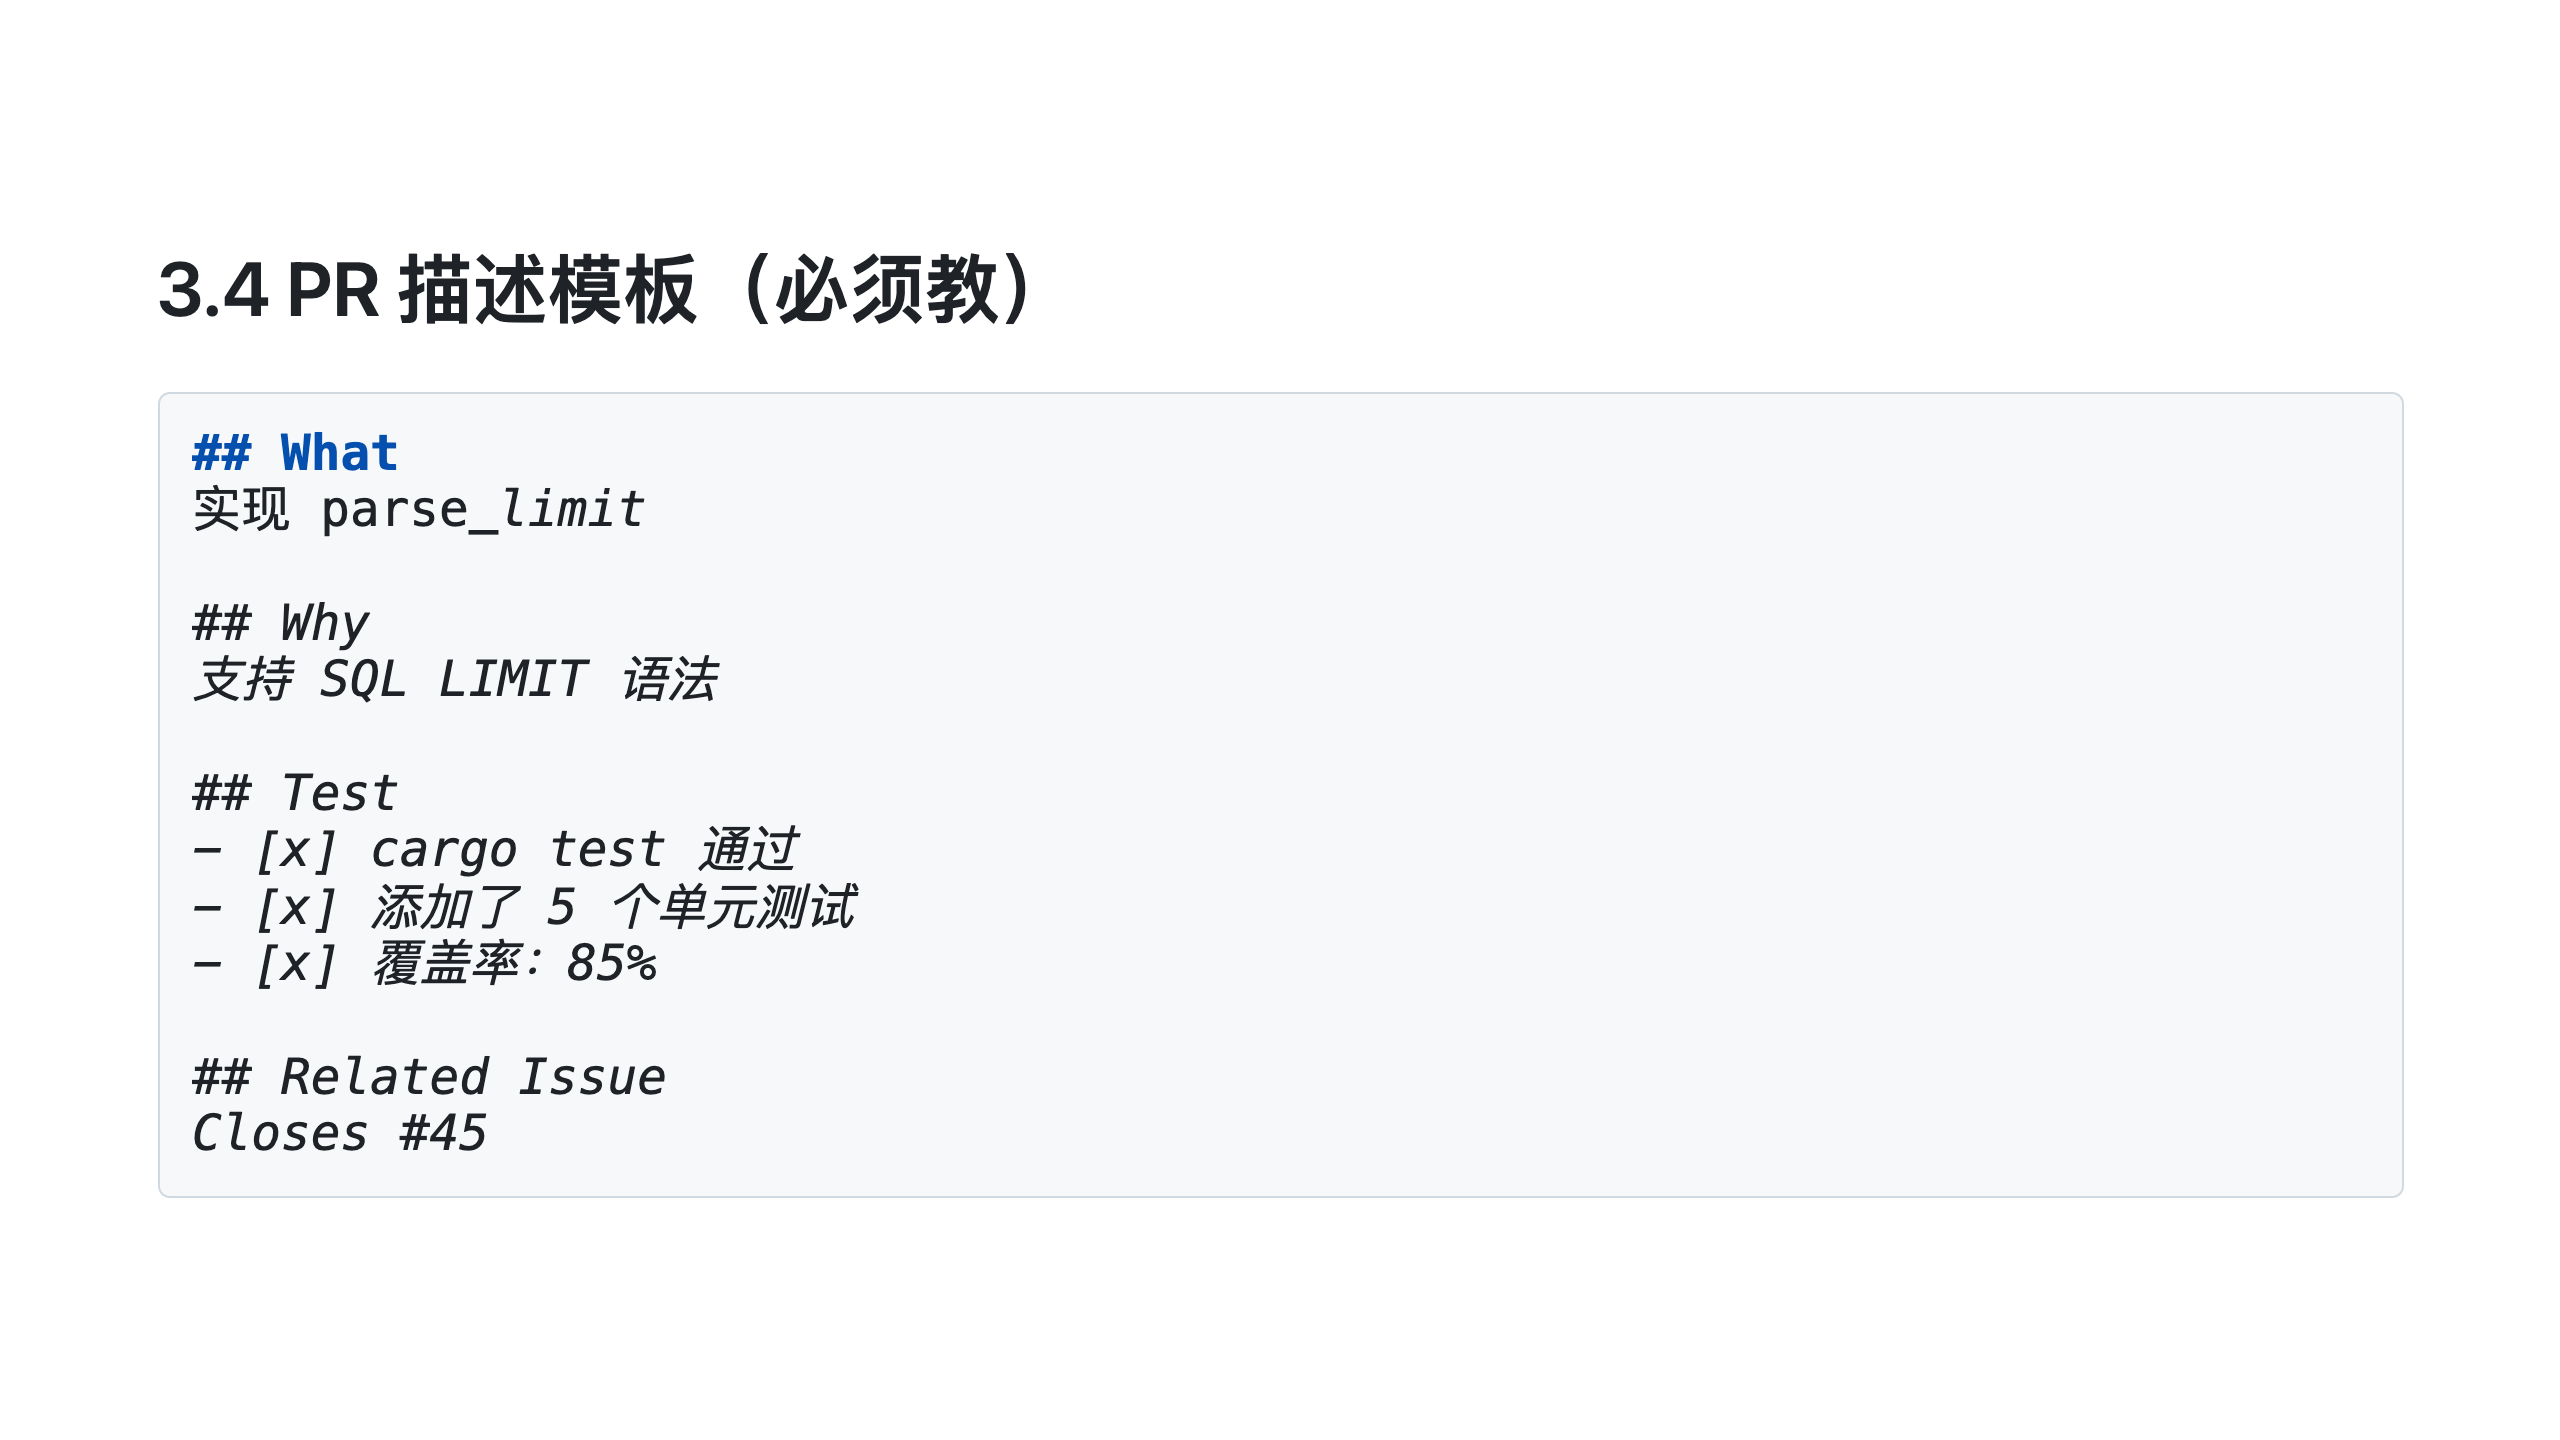 3.4 PR 描述模板（必须教）
## What
实现 parse_limit
## Why
支持 SQL LIMIT 语法
## Test
- [x] cargo test 通过
- [x] 添加了 5 个单元测试
- [x] 覆盖率：85%
## Related Issue
Closes #45